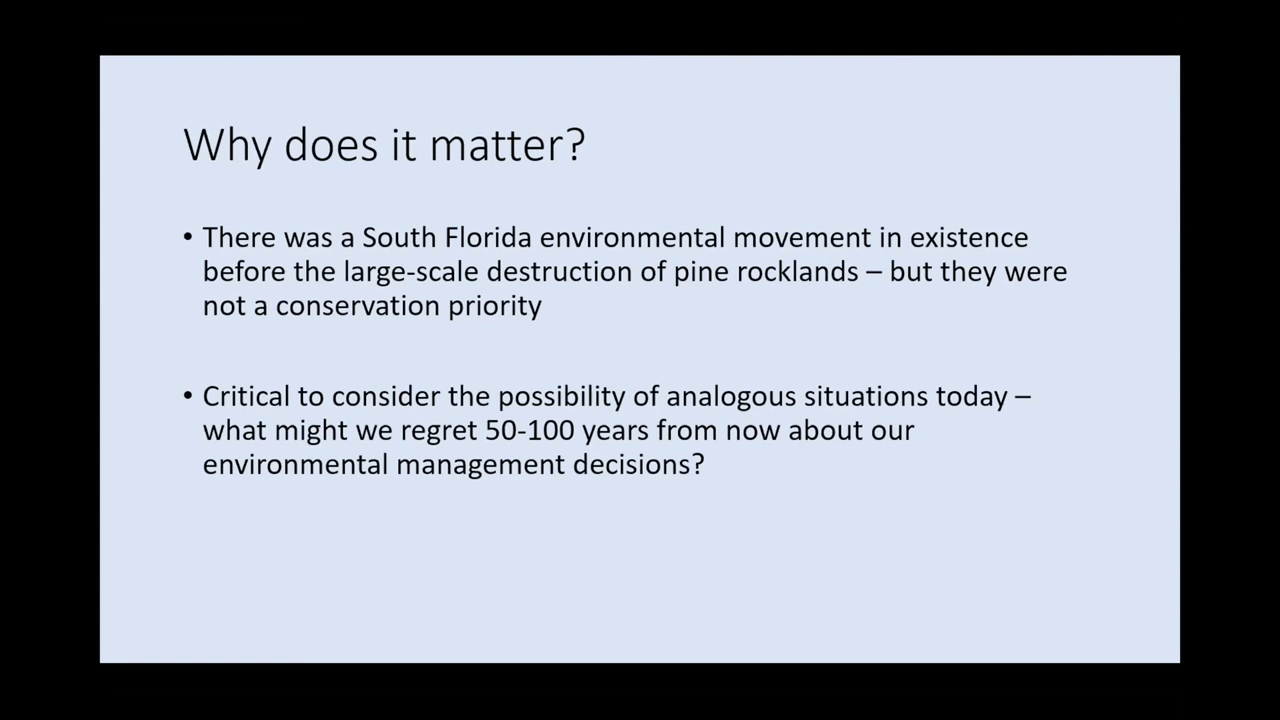 Why does it matter?
• There was a South Florida environmental movement in existence
before the large-scale destruction of pine rocklands – but they were
not a conservation priority
• Critical to consider the possibility of analogous situations today –
what might we regret 50-100 years from now about our
environmental management decisions?